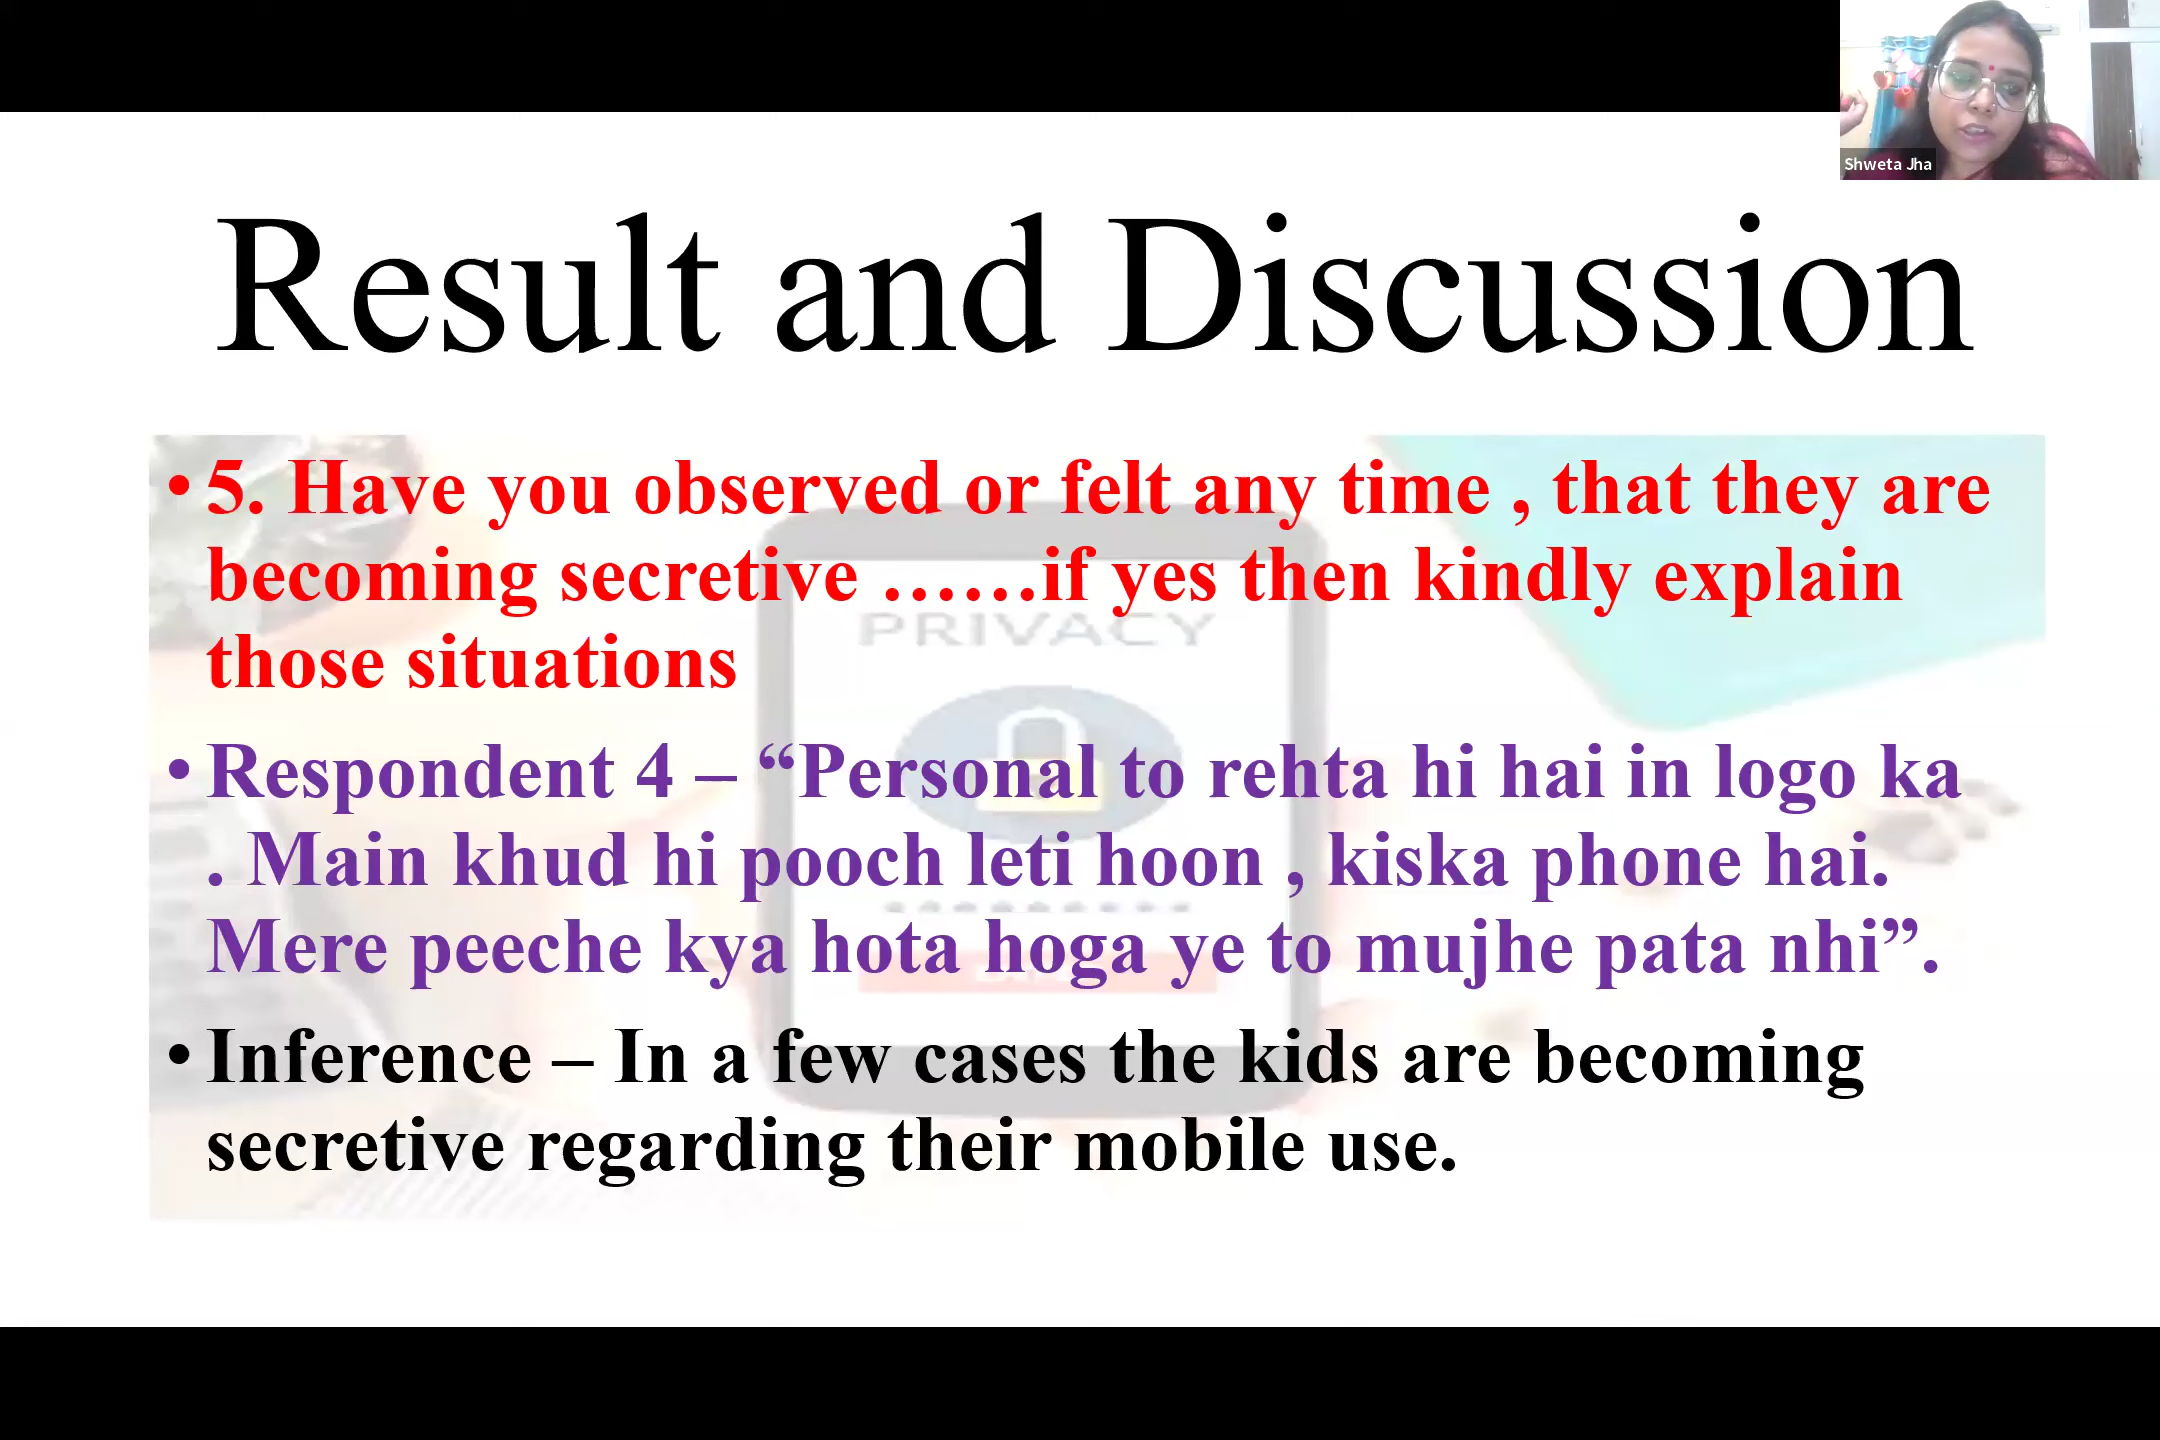 Shweta Jha
Result and Discussion
• 5. Have you observed or felt any time , that they are
becoming secretive ……if yes then kindly explain
those situations
PRIVACY
• Respondent 4 – “Personal to rehta hi hai in logo ka
. Main khud hi pooch leti hoon , kiska phone hai.
Mere peeche kya hota hoga ye to mujhe pata nhi”.
• Inference – In a few cases the kids are becoming
secretive regarding their mobile use.